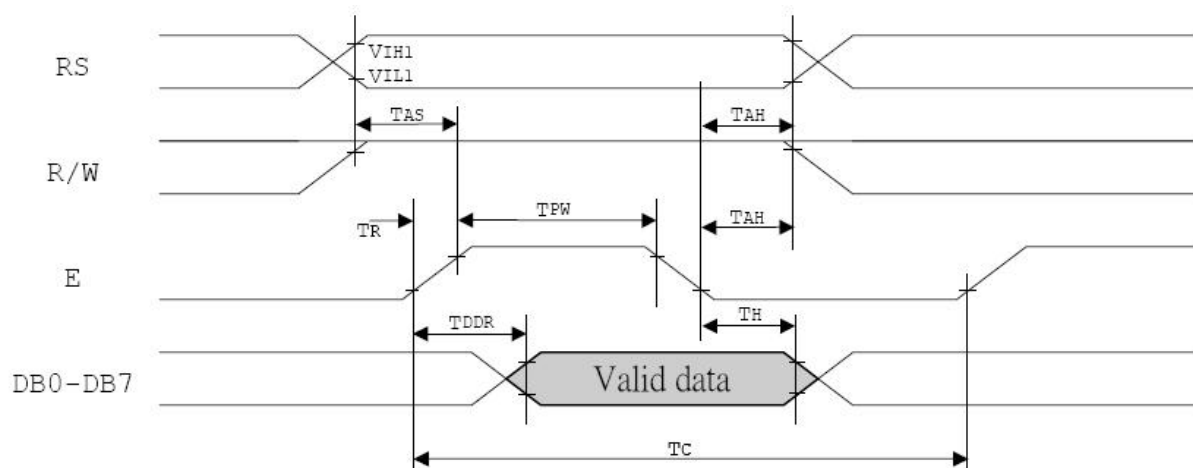 RS
VIH1
VIL1
TAS
TAH
R/W
TPW
TAH
TR
E
TDDR
TH
DB0-DB7
Valid data
TC